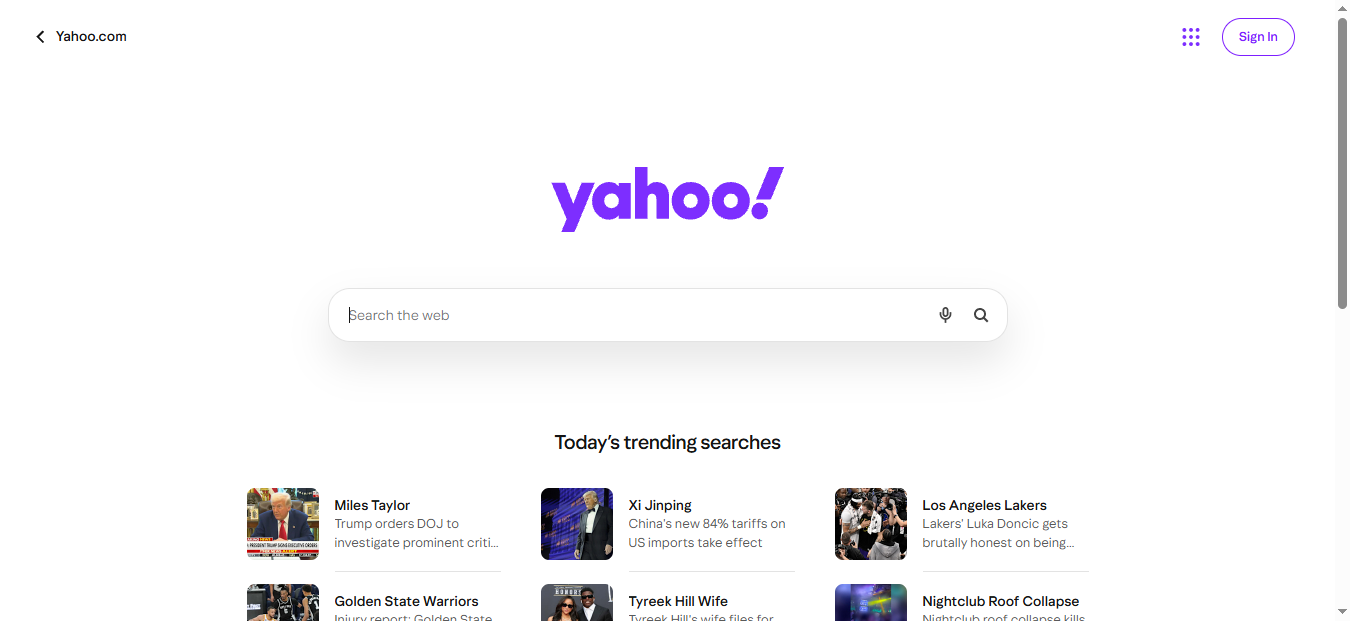 Yahoo.com
Sign In
yahoo!
Search the web
Today's trending searches
Miles Taylor
Trump orders DOJ to
investigate prominent criti...
Xi Jinping
China's new 84% tariffs on
US imports take effect
Los Angeles Lakers
Lakers' Luka Doncic gets
brutally honest on being...
Golden State Warriors
Injury report: Golden State
Tyreek Hill Wife
Tyreek Hill's wife files for
Nightclub Roof Collapse
Nightclub roof collapse kills